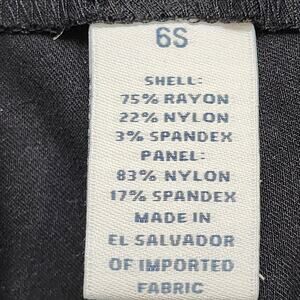 6S
SHELL:
75% RAYON
22% NYLON
3% SPANDEX
PANEL:
83% NYLON
17% SPANDEX
MADE IN
EL SALVADOR
OF IMPORTED
FABRIC